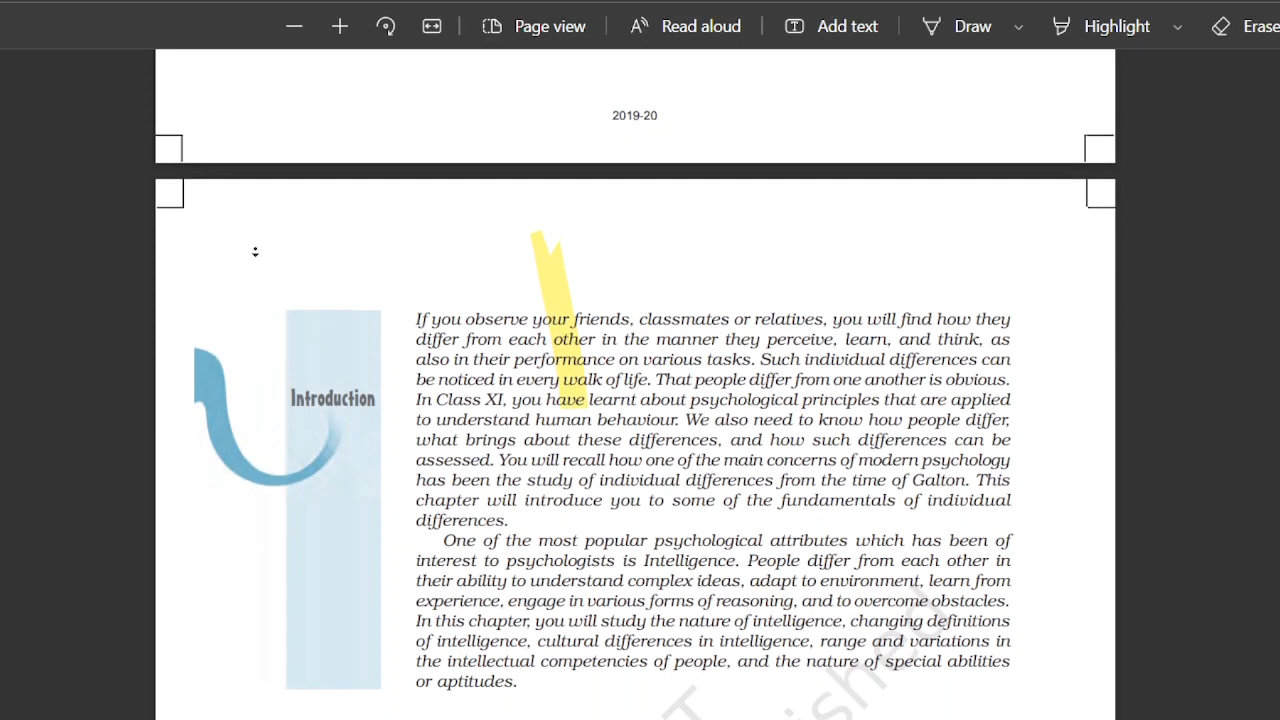 Page view
Read aloud
Add text
Draw
Highlight
Erase
2019-20
Introduction
If you observe your friends, classmates or relatives, you will find how they
differ from each other in the manner they perceive, learn, and think, as
also in their performance on various tasks. Such individual differences can
be noticed in every walk of life. That people differ from one another is obvious.
In Class XI, you have learnt about psychological principles that are applied
to understand human behaviour. We also need to know how people differ,
what brings about these differences, and how such differences can be
assessed. You will recall how one of the main concerns of modern psychology
has been the study of individual differences from the time of Galton. This
chapter will introduce you to some of the fundamentals of individual
differences.
One of the most popular psychological attributes which has been of
interest to psychologists is Intelligence. People differ from each other in
their ability to understand complex ideas, adapt to environment, learn from
experience, engage in various forms of reasoning, and to overcome obstacles.
In this chapter, you will study the nature of intelligence, changing definitions
of intelligence, cultural differences in intelligence, range and variations in
the intellectual competencies of people, and the nature of special abilities
or aptitudes.